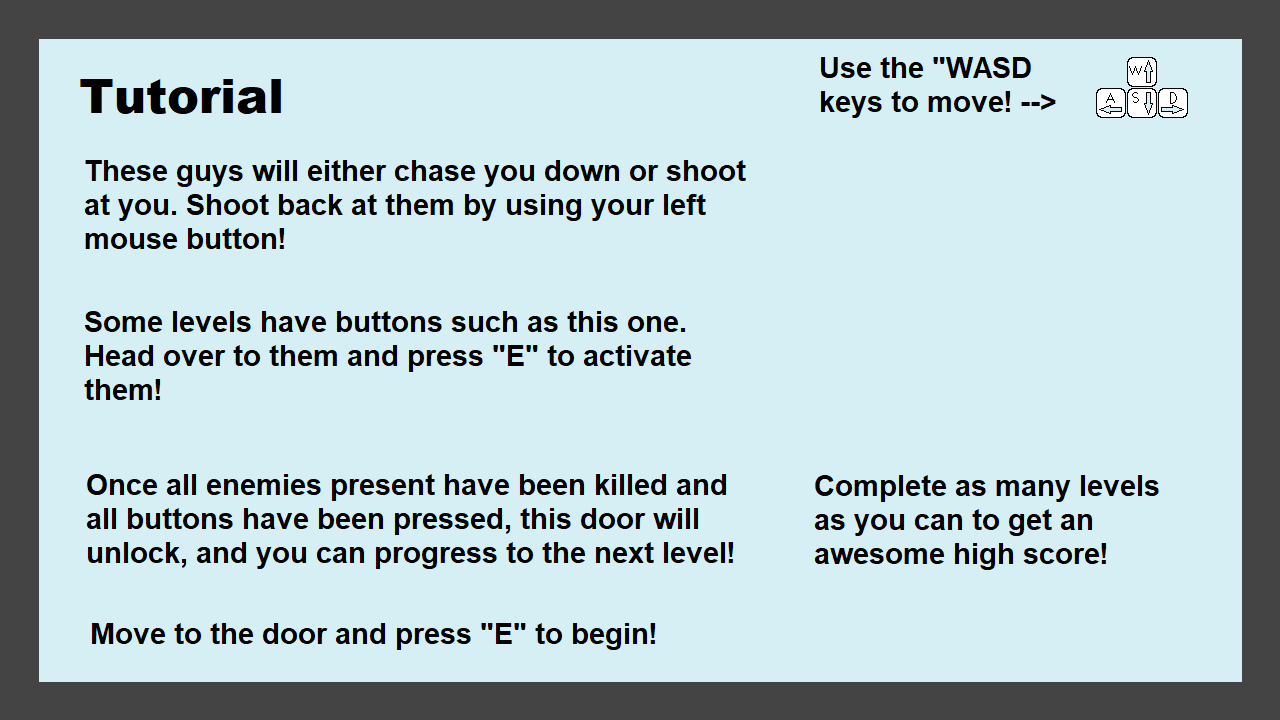 Tutorial
Use the "WASD
keys to move! -->
W
A S D
These guys will either chase you down or shoot
at you. Shoot back at them by using your left
mouse button!
Some levels have buttons such as this one.
Head over to them and press "E" to activate
them!
Once all enemies present have been killed and
all buttons have been pressed, this door will
unlock, and you can progress to the next level!
Complete as many levels
as you can to get an
awesome high score!
Move to the door and press "E" to begin!